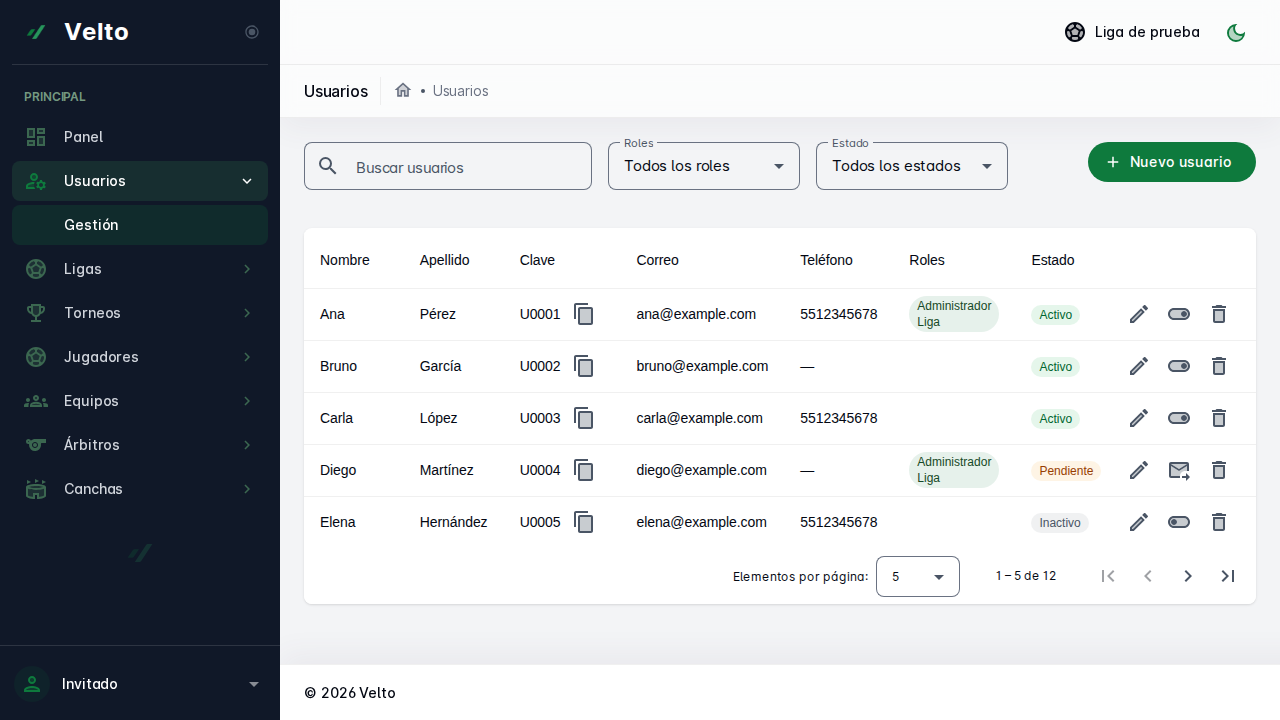 Velto
Liga de prueba
PRINCIPAL
Panel
Usuarios
Gestión
Ligas
Torneos
Jugadores
Equipos
Árbitros
Canchas
Invitado
Usuarios • Usuarios
Buscar usuarios
Roles
Todos los roles
Estado
Todos los estados
Nuevo usuario
Nombre Apellido Clave Correo Teléfono Roles Estado
Ana Pérez U0001 ana@example.com 5512345678 Administrador Liga Activo
Bruno García U0002 bruno@example.com — Activo
Carla López U0003 carla@example.com 5512345678 Activo
Diego Martínez U0004 diego@example.com — Administrador Liga Pendiente
Elena Hernández U0005 elena@example.com 5512345678 Inactivo
Elementos por página: 5 1 – 5 de 12
© 2026 Velto